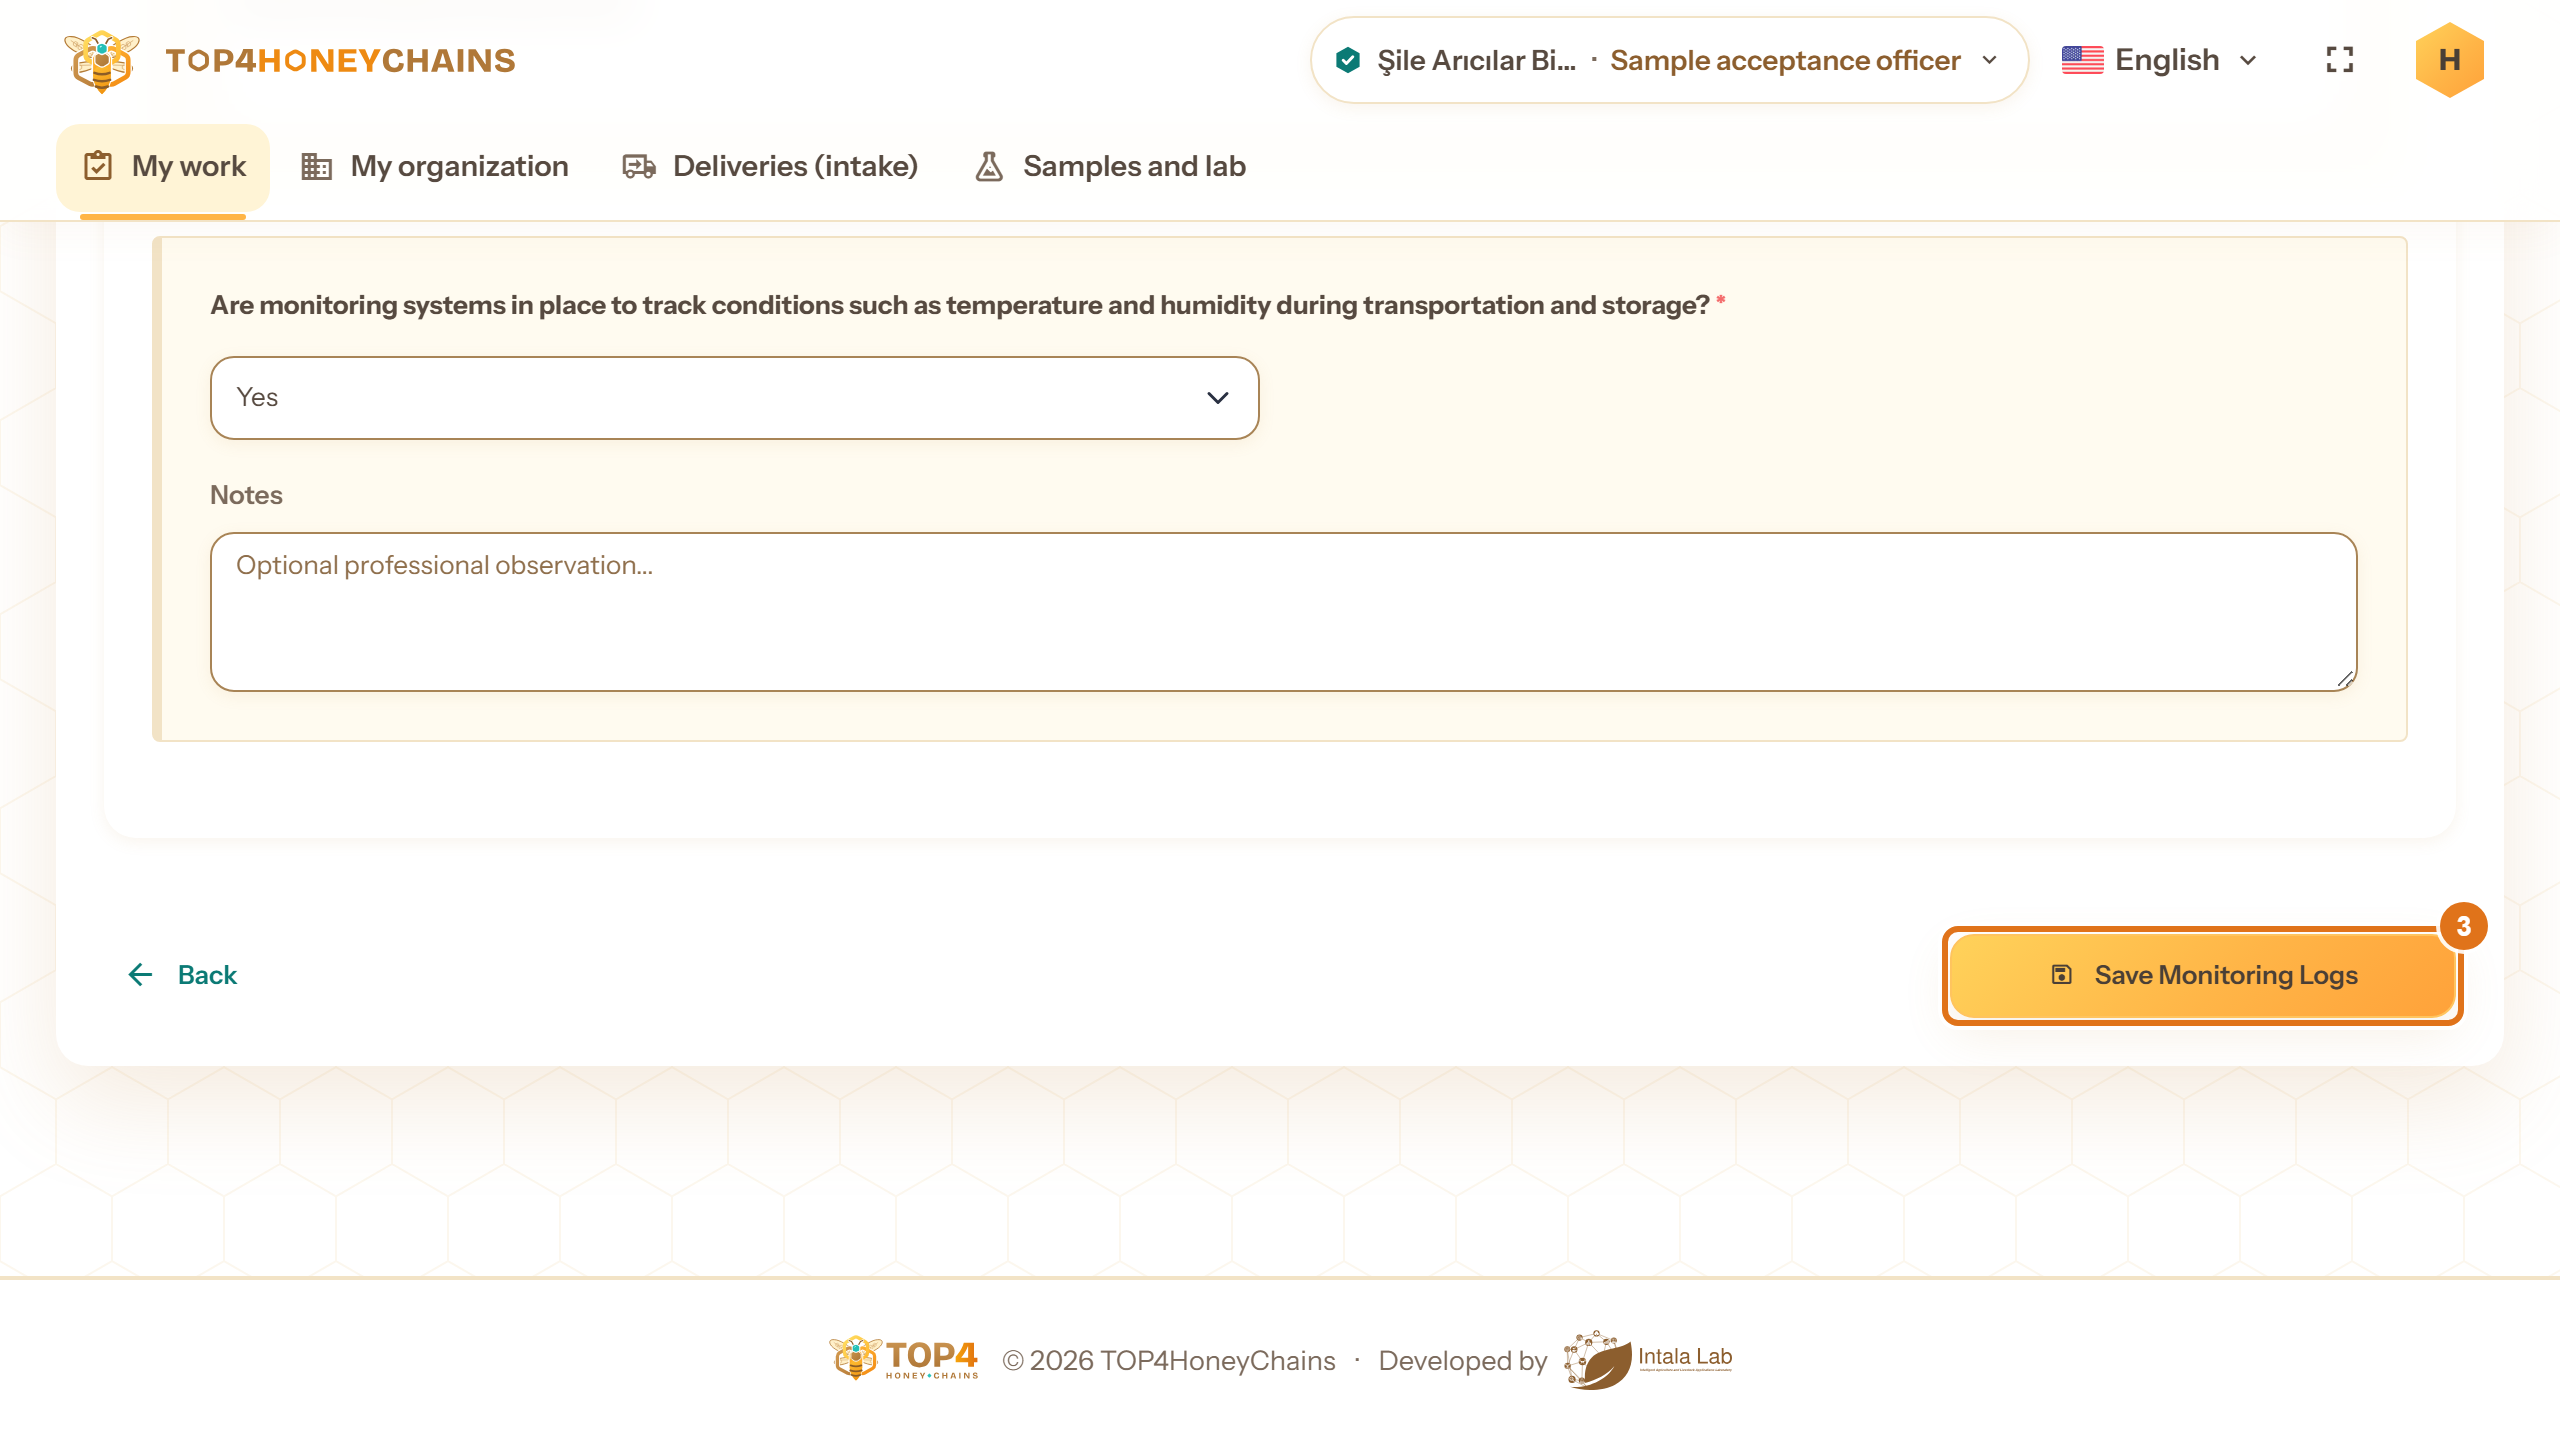 TOP4HONEYCHAINS
Şile Arıcılar Bi... · Sample acceptance officer
English
H
My work
My organization
Deliveries (intake)
Samples and lab
Are monitoring systems in place to track conditions such as temperature and humidity during transportation and storage? *
Yes
Notes
Optional professional observation...
3
Back
Save Monitoring Logs
TOP4
HONEY•CHAINS
© 2026 TOP4HoneyChains · Developed by
Intala Lab